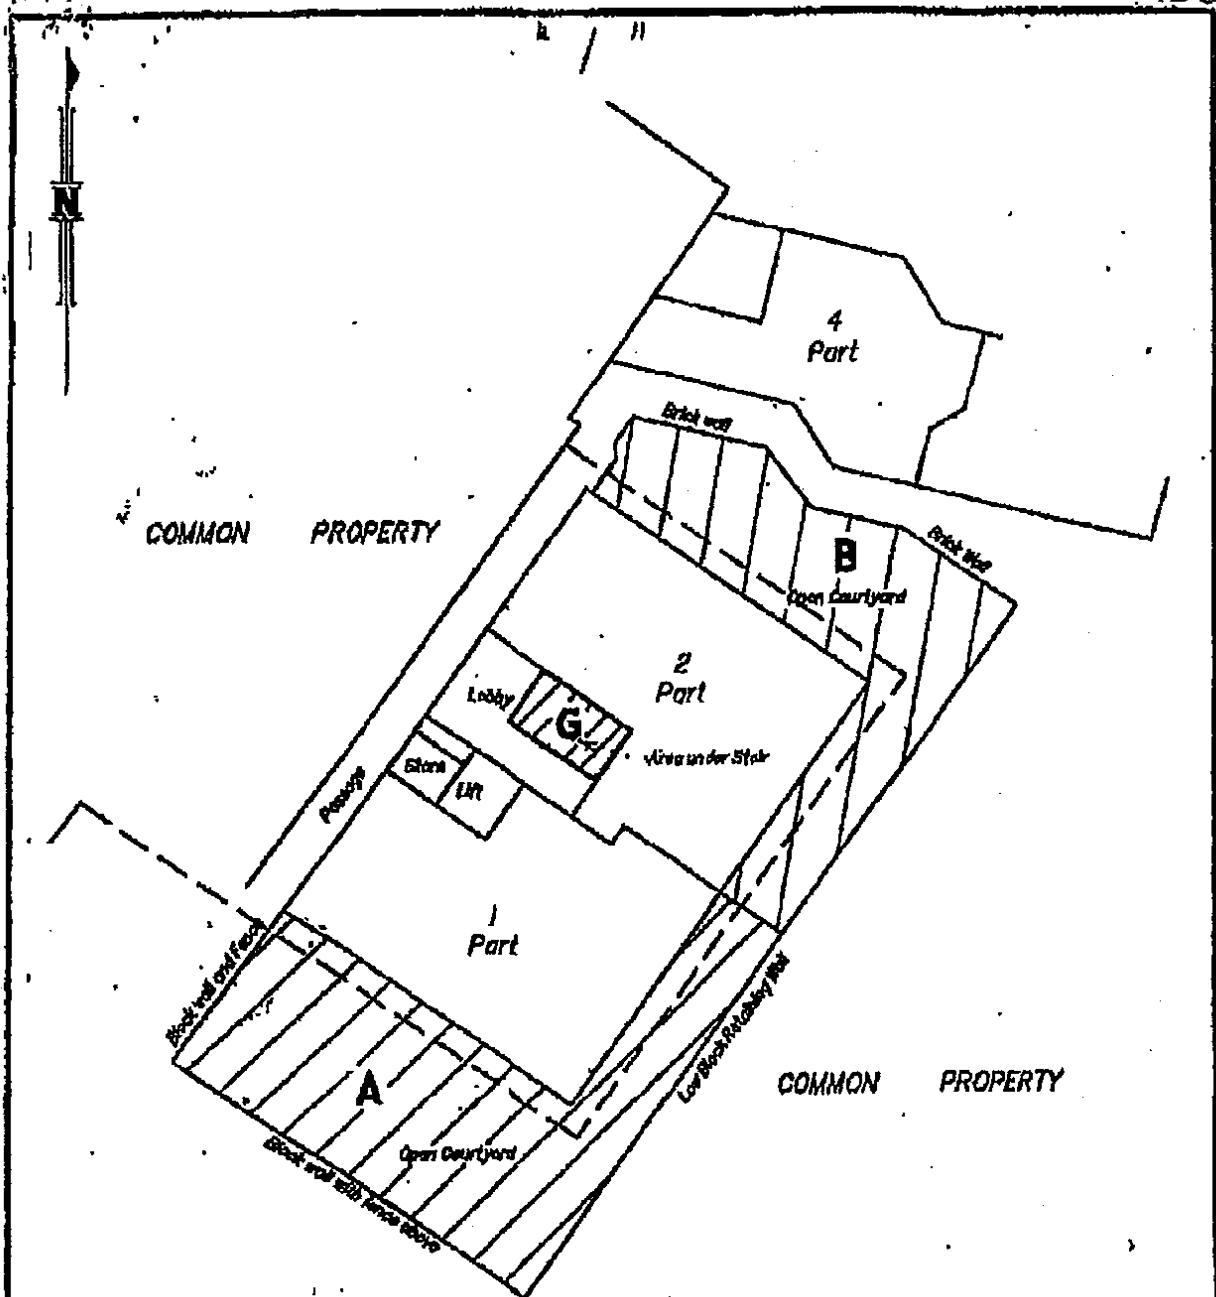 N
4
Part
Brick wall
COMMON PROPERTY
Brick Wall
B
Open Courtyard
2
Part
Lobby
G
Area under Stair
Store
Lift
Passage
1
Part
Block wall and Fence
Low Block Retaining Wall
A
COMMON PROPERTY
Open Courtyard
Block wall with fence above